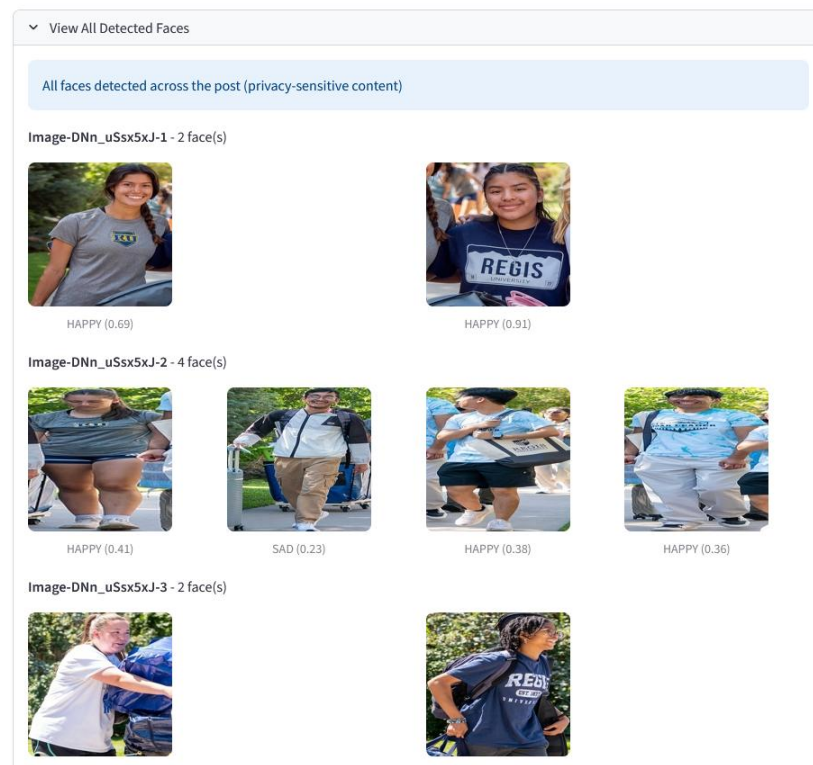 View All Detected Faces
All faces detected across the post (privacy-sensitive content)
Image-DNn_uSsx5xJ-1 - 2 face(s)
REGIS
UNIVERSITY
HAPPY (0.69)
HAPPY (0.91)
Image-DNn_uSsx5xJ-2 - 4 face(s)
REGIS
HAPPY (0.41)
SAD (0.23)
HAPPY (0.38)
HAPPY (0.36)
Image-DNn_uSsx5xJ-3 - 2 face(s)